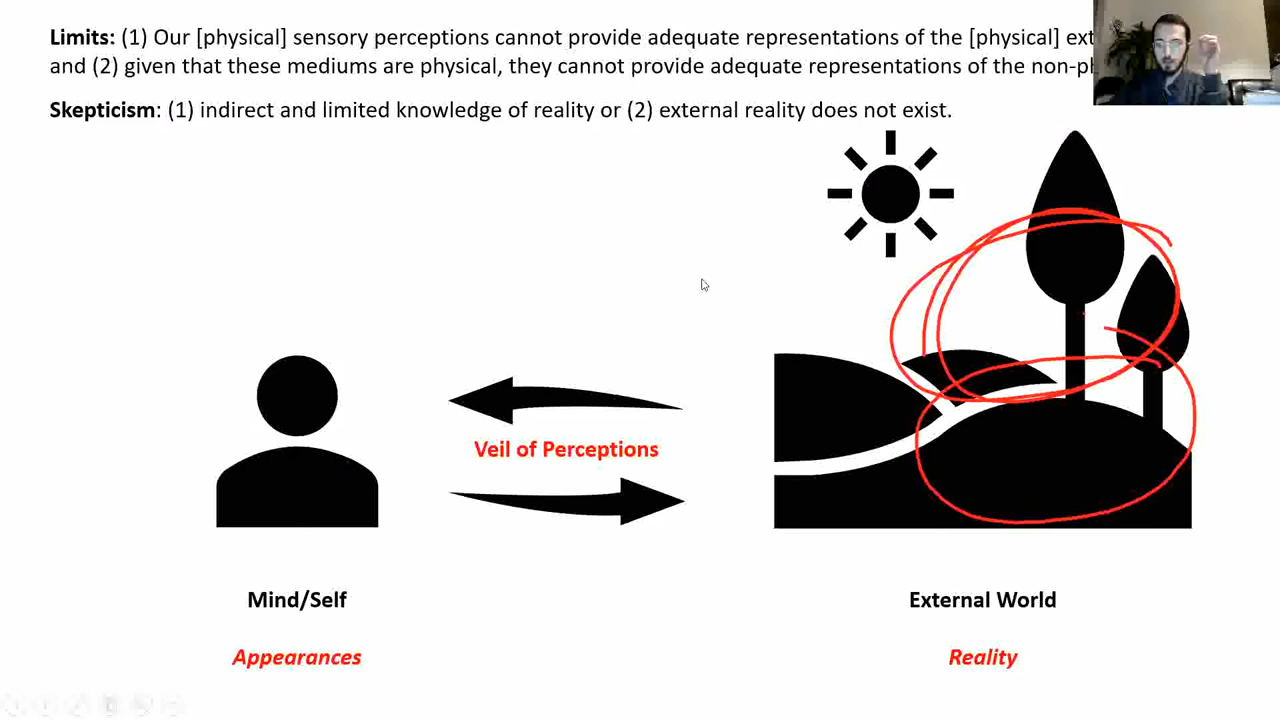 Limits: (1) Our [physical] sensory perceptions cannot provide adequate representations of the [physical]
and (2) given that these mediums are physical, they cannot provide adequate representations of the
Skepticism: (1) indirect and limited knowledge of reality or (2) external reality does not exist.
Veil of Perceptions
Mind/Self
External World
Appearances
Reality